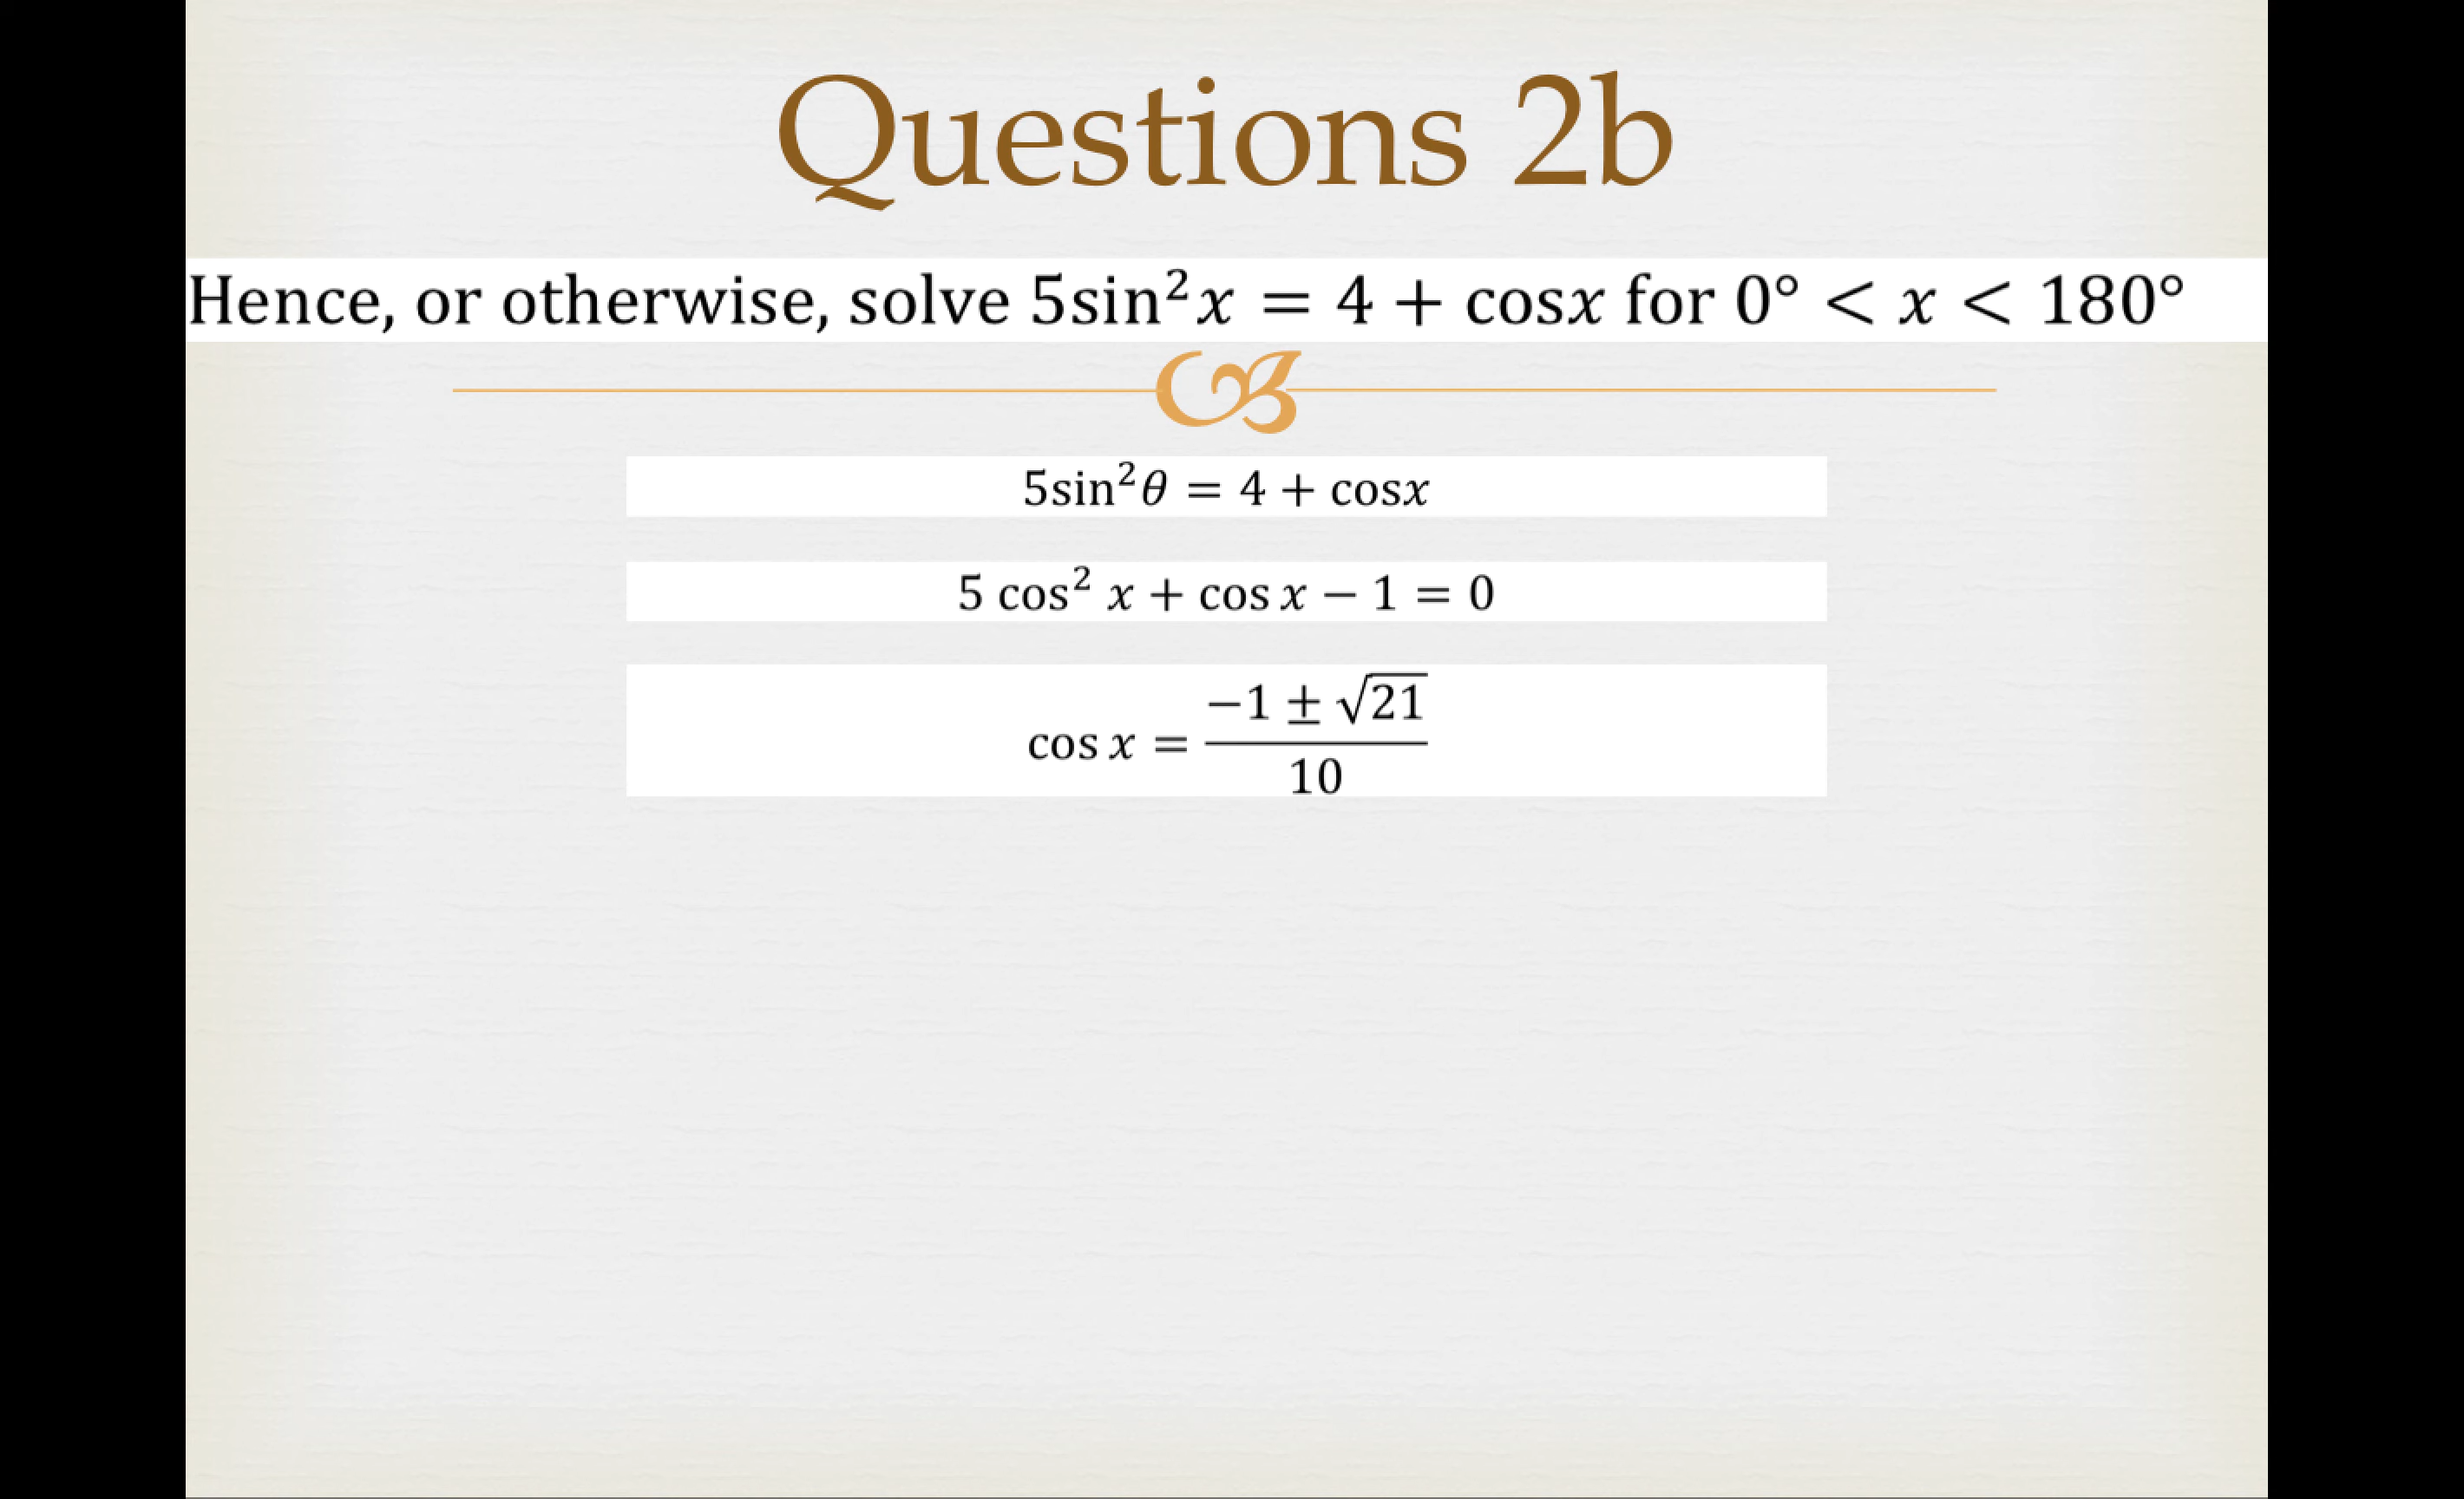 Questions 2b
Hence, or otherwise, solve 5sin²x = 4 + cosx for 0° < x < 180°
5sin²θ = 4 + cosx
5 cos² x + cos x − 1 = 0
cos x = (−1 ± √21)/10